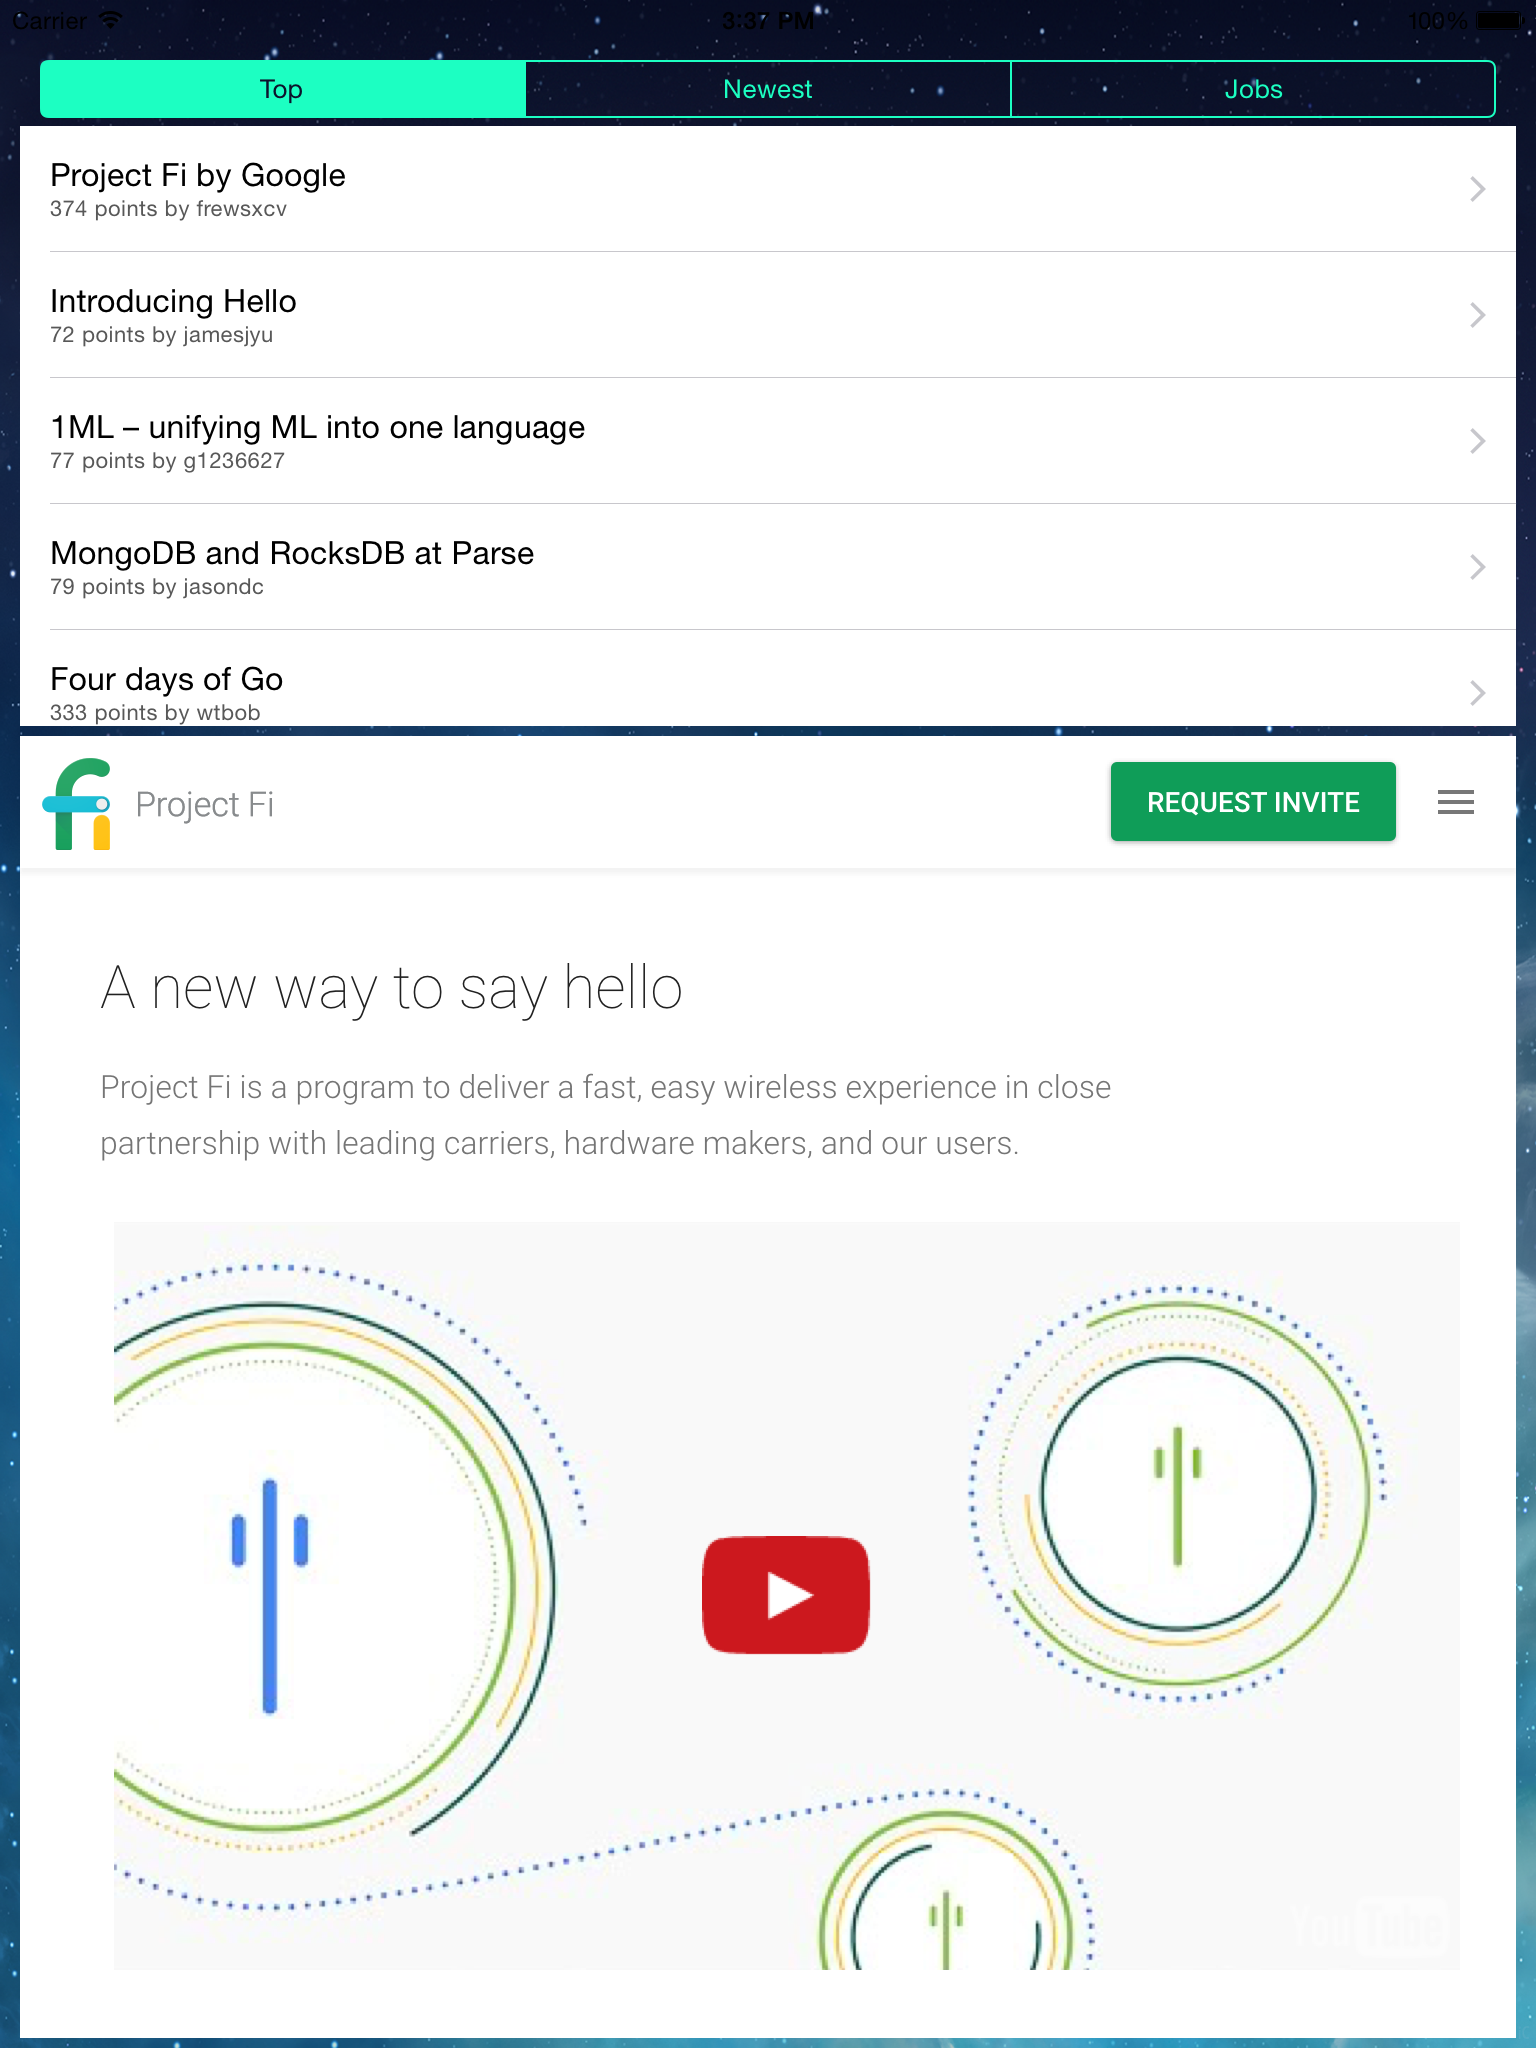 Carrier 3:37 PM 100%
Top Newest Jobs
Project Fi by Google
374 points by frewsxcv
Introducing Hello
72 points by jamesjyu
1ML – unifying ML into one language
77 points by g1236627
MongoDB and RocksDB at Parse
79 points by jasondc
Four days of Go
333 points by wtbob
Project Fi REQUEST INVITE
A new way to say hello
Project Fi is a program to deliver a fast, easy wireless experience in close
partnership with leading carriers, hardware makers, and our users.
YouTube